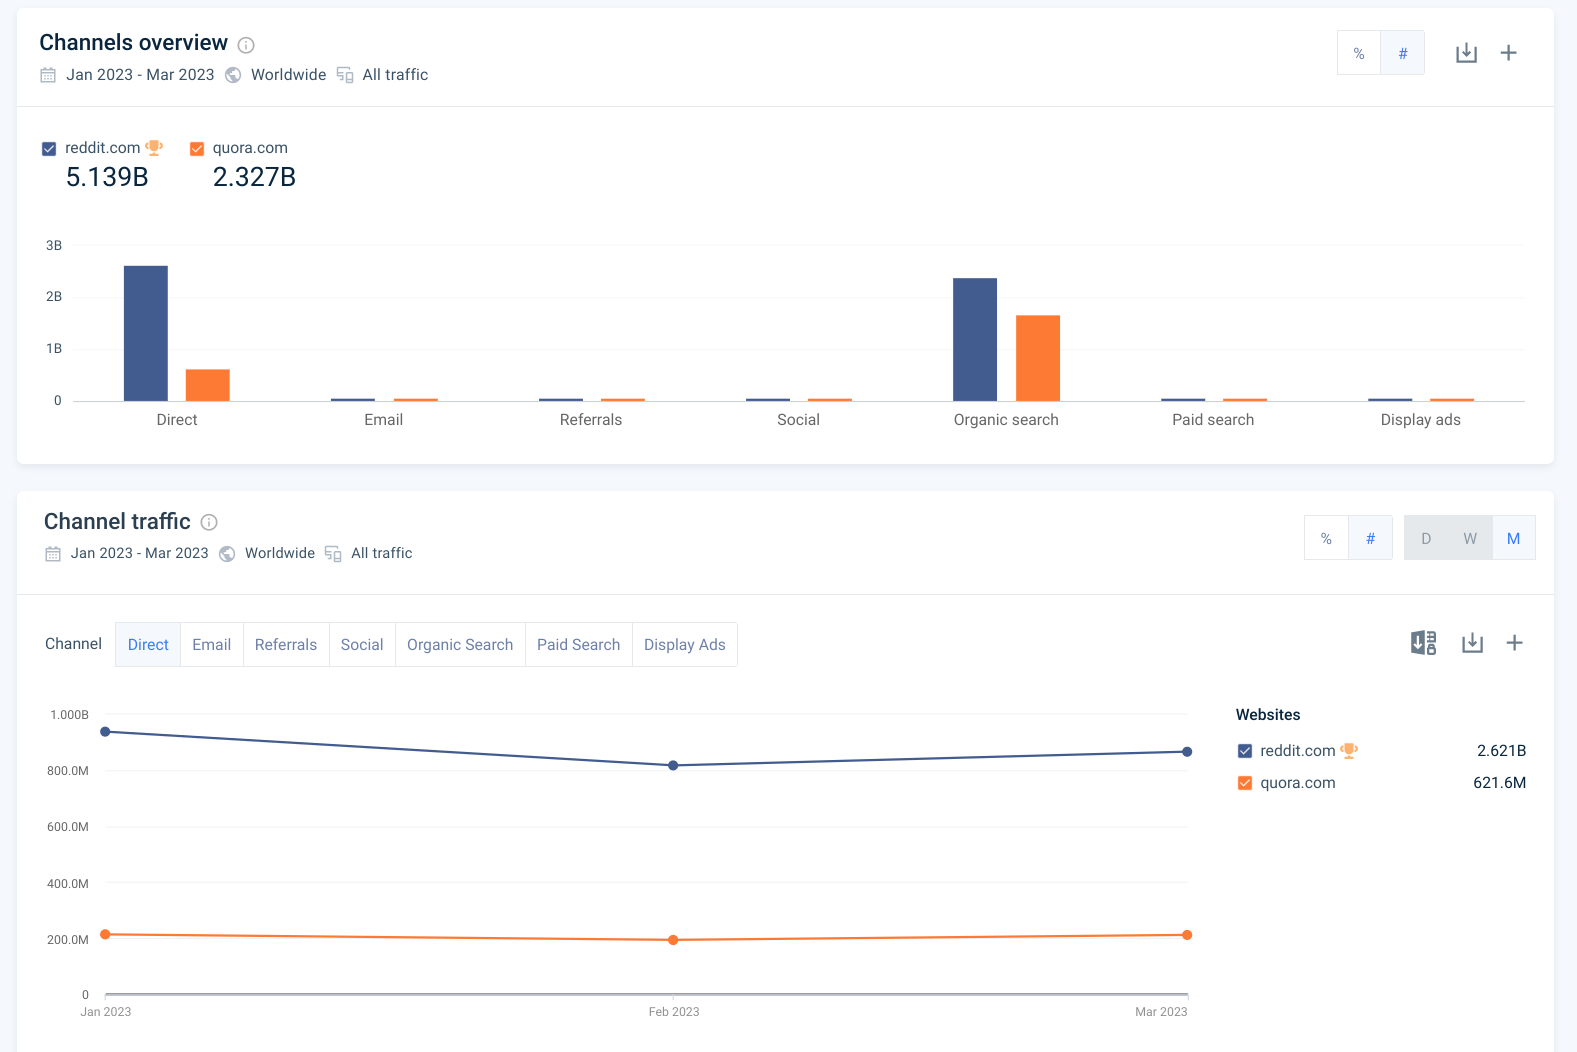 Channels overview
Jan 2023 - Mar 2023 Worldwide All traffic
% #
reddit.com quora.com
5.139B 2.327B
3B
2B
1B
0
Direct Email Referrals Social Organic search Paid search Display ads
Channel traffic
Jan 2023 - Mar 2023 Worldwide All traffic
% # D W M
Channel Direct Email Referrals Social Organic Search Paid Search Display Ads
1.000B
800.0M
600.0M
400.0M
200.0M
0
Jan 2023 Feb 2023 Mar 2023
Websites
reddit.com 2.621B
quora.com 621.6M